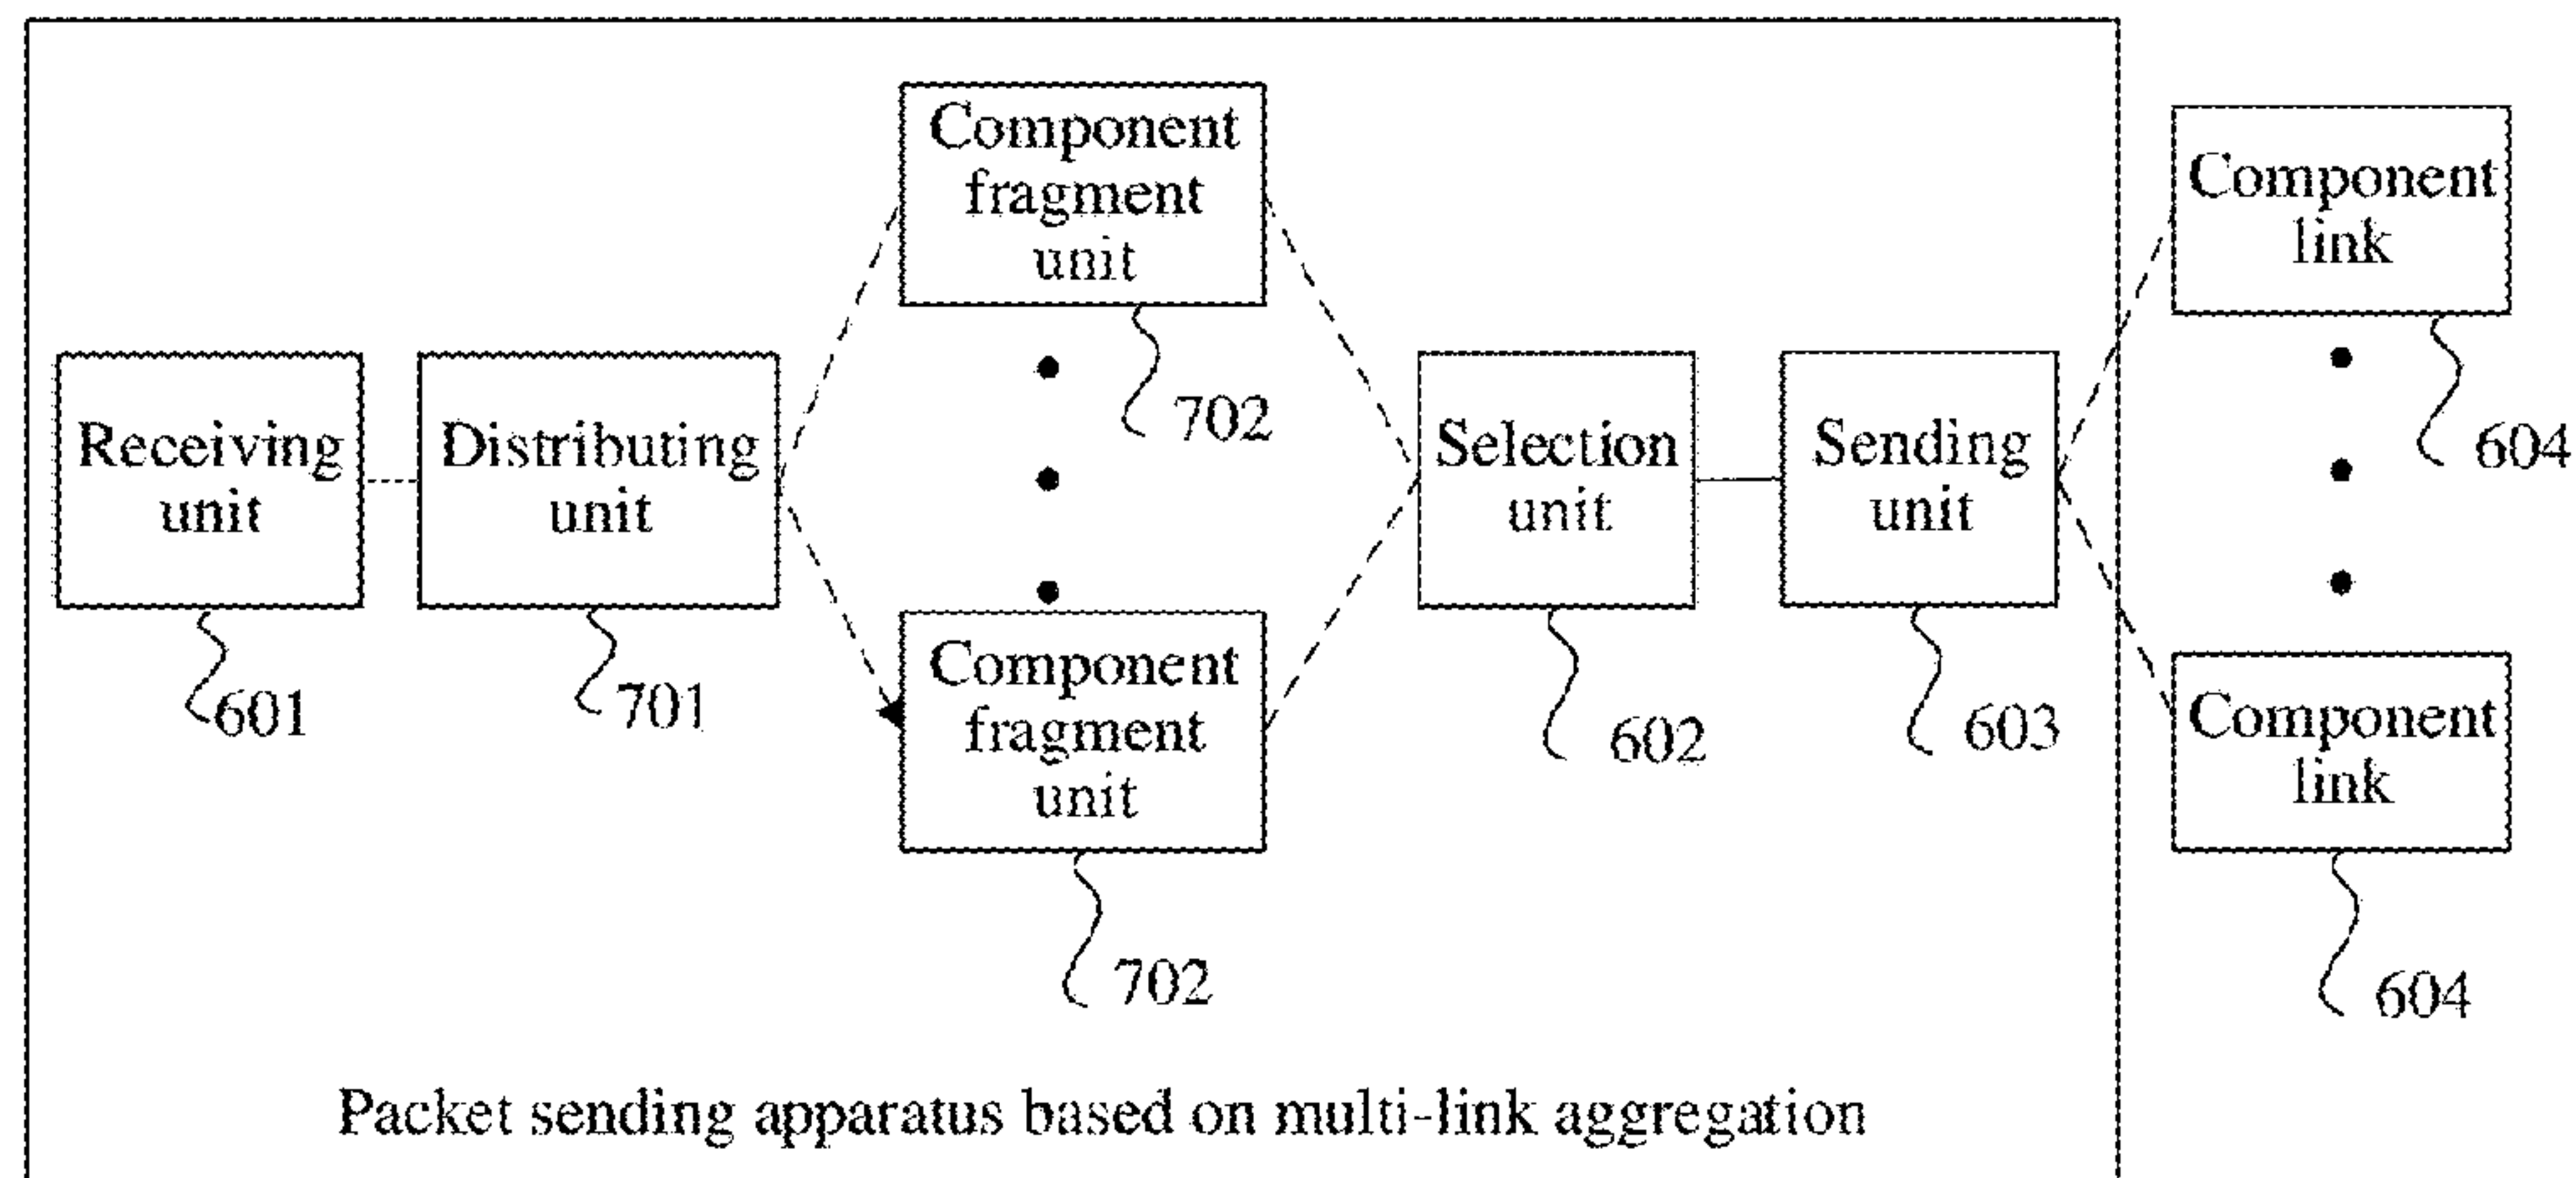 Component
fragment
unit
702
Component
link
604
Receiving
unit
601
Distributing
unit
701
Selection
unit
602
Sending
unit
603
Component
fragment
unit
702
Component
link
604
Packet sending apparatus based on multi-link aggregation